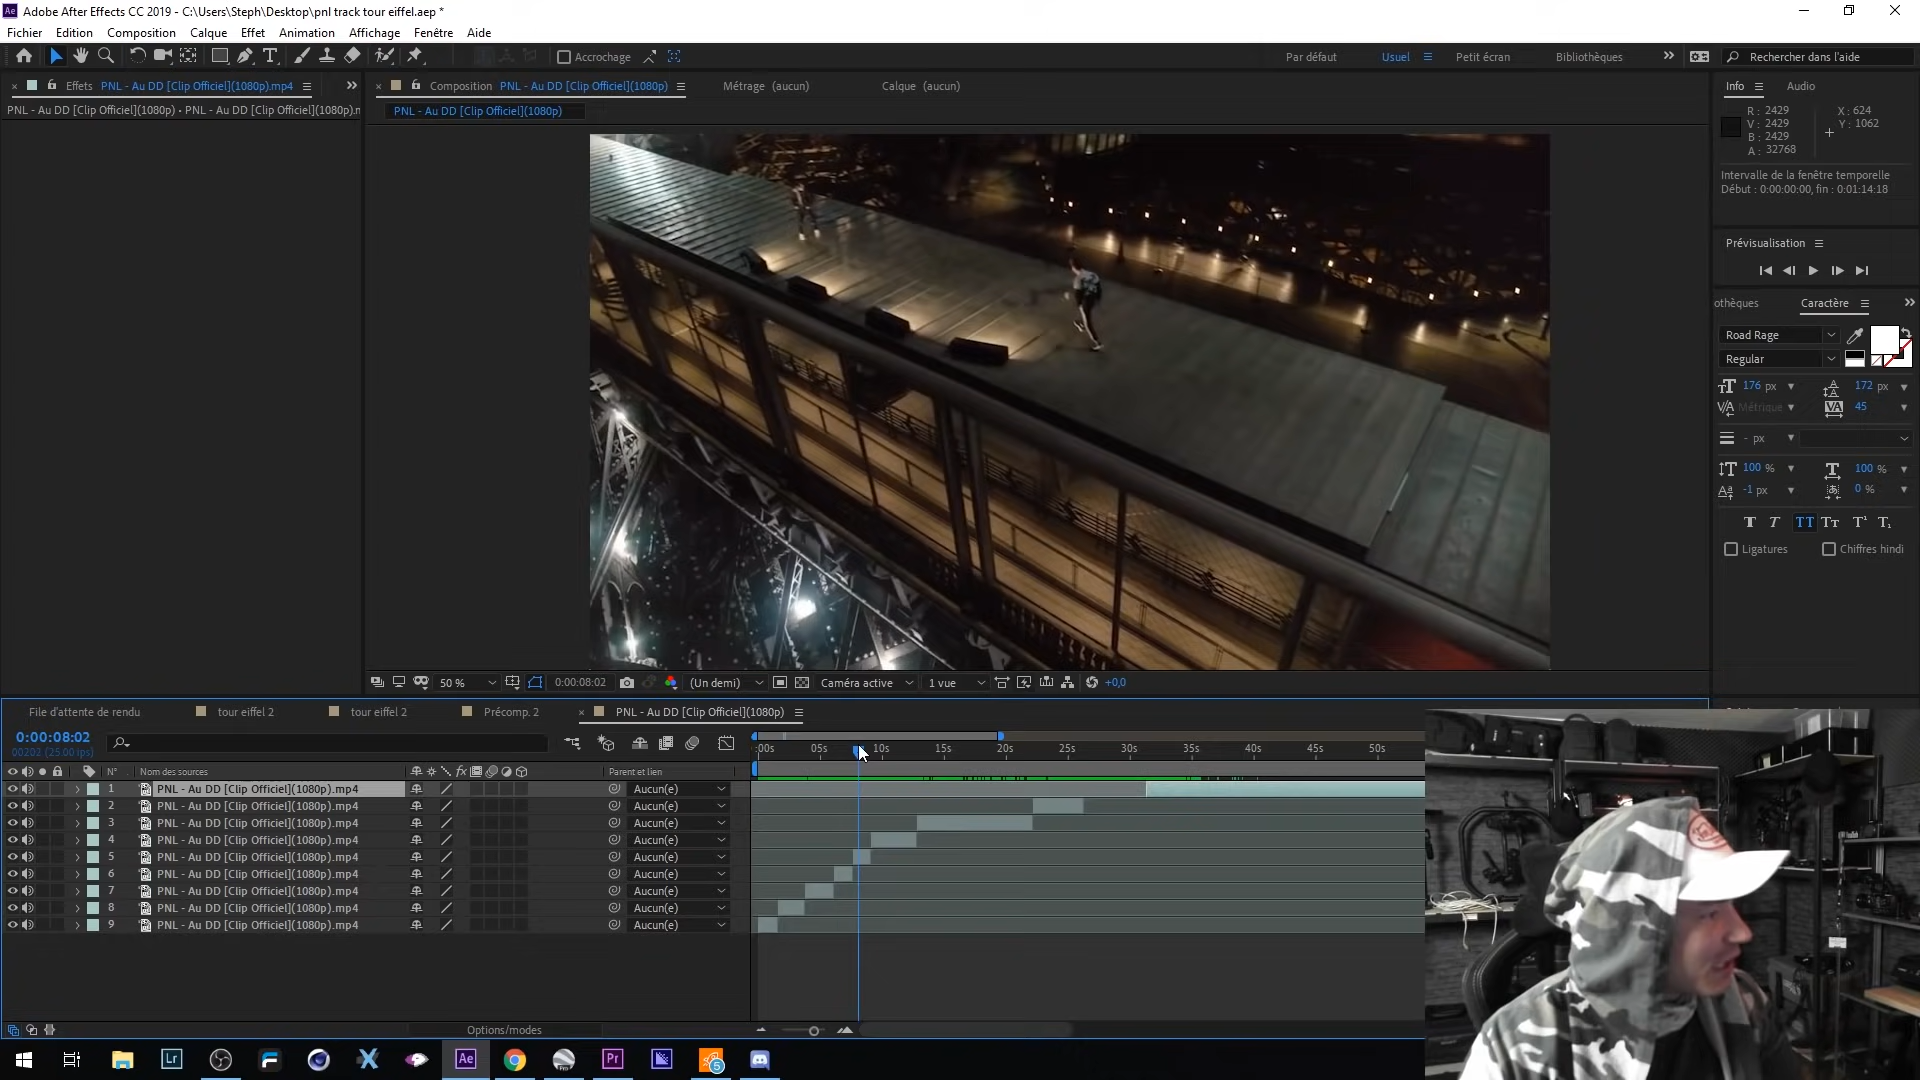 Adobe After Effects CC 2019 - C:\Users\Steph\Desktop\pnl track tour eiffel.aep *
Fichier Edition Composition Calque Effet Animation Affichage Fenêtre Aide
Accrochage
Par défaut Usuel Petit écran Bibliothèques Rechercher dans l'aide
Effets PNL - Au DD [Clip Officiel](1080p).mp4
Composition PNL - Au DD [Clip Officiel](1080p) Métrage (aucun) Calque (aucun)
Info Audio
PNL - Au DD [Clip Officiel](1080p) • PNL - Au DD [Clip Officiel](1080p).n
PNL - Au DD [Clip Officiel](1080p)
R : 2429
V : 2429
B : 2429
A : 32768
X : 624
Y : 1062
Intervalle de la fenêtre temporelle
Début : 0:00:00:00, fin : 0:01:14:18
Prévisualisation
othèques Caractère
Road Rage
Regular
176 px 172 px
Métrique 45
- px
100 % 100 %
-1 px 0 %
Ligatures Chiffres hindi
50 % 0:00:08:02 (Un demi) Caméra active 1 vue +0,0
File d'attente de rendu tour eiffel 2 tour eiffel 2 Précomp. 2 PNL - Au DD [Clip Officiel](1080p)
0:00:08:02
00202 (25.00 ips)
:00s 05s 10s 15s 20s 25s 30s 35s 40s 45s 50s
N° Nom des sources Parent et lien
1 PNL - Au DD [Clip Officiel](1080p).mp4 Aucun(e)
2 PNL - Au DD [Clip Officiel](1080p).mp4 Aucun(e)
3 PNL - Au DD [Clip Officiel](1080p).mp4 Aucun(e)
4 PNL - Au DD [Clip Officiel](1080p).mp4 Aucun(e)
5 PNL - Au DD [Clip Officiel](1080p).mp4 Aucun(e)
6 PNL - Au DD [Clip Officiel](1080p).mp4 Aucun(e)
7 PNL - Au DD [Clip Officiel](1080p).mp4 Aucun(e)
8 PNL - Au DD [Clip Officiel](1080p).mp4 Aucun(e)
9 PNL - Au DD [Clip Officiel](1080p).mp4 Aucun(e)
Options/modes
Lr Ae Pr 5